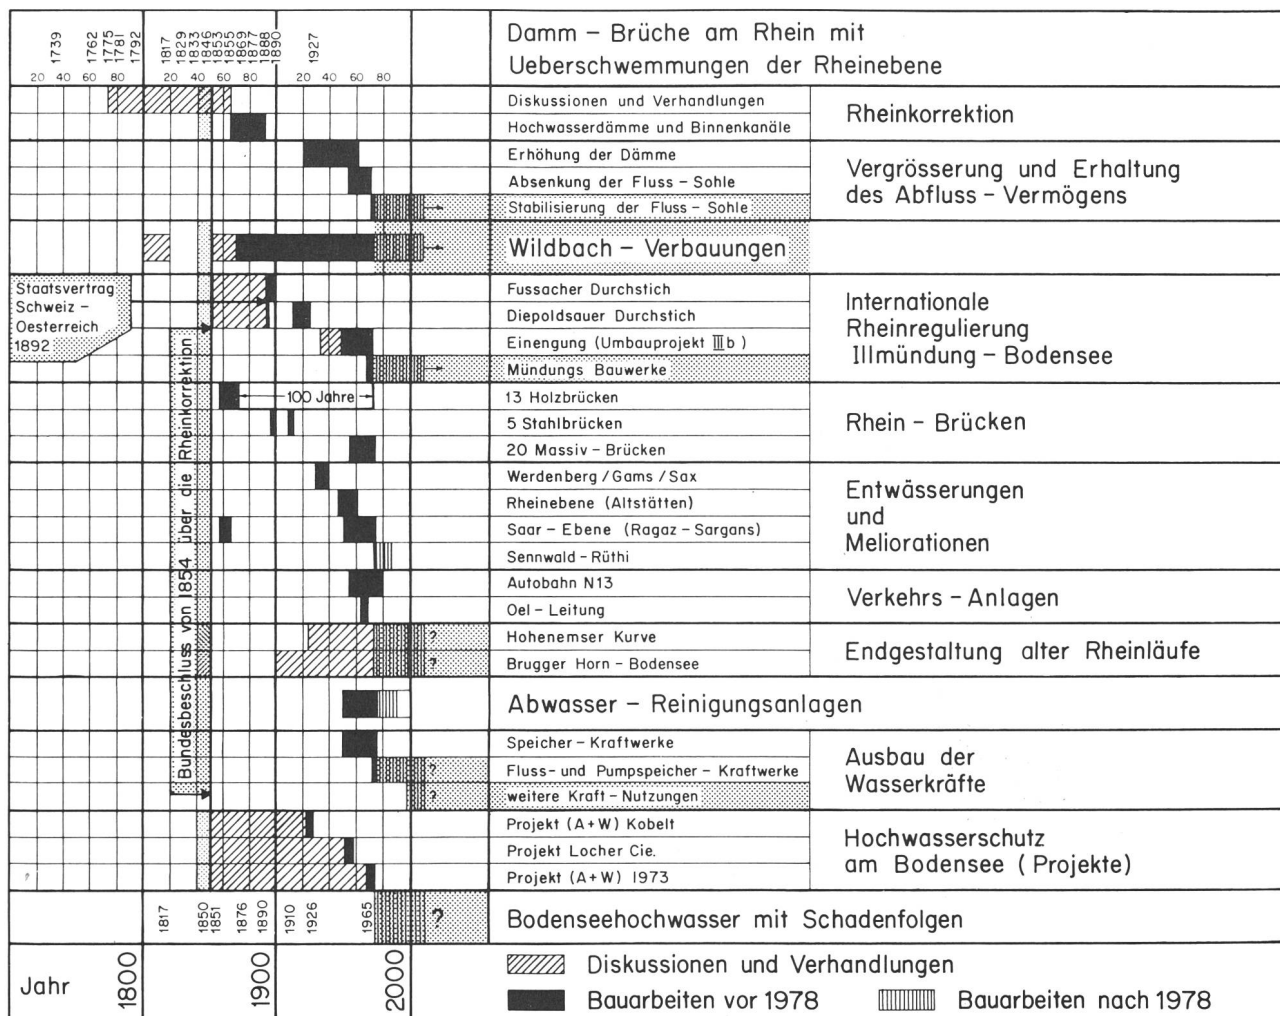 1739 1762 1775 1781 1792 1817 1829 1833 1846 1853 1855 1869 1877 1888 1890 1927
20 40 60 80 20 40 60 80 20 40 60 80
Damm – Brüche am Rhein mit
Ueberschwemmungen der Rheinebene
Diskussionen und Verhandlungen
Hochwasserdämme und Binnenkanäle
Rheinkorrektion
Erhöhung der Dämme
Absenkung der Fluss – Sohle
Stabilisierung der Fluss – Sohle
Vergrösserung und Erhaltung
des Abfluss – Vermögens
Wildbach – Verbauungen
Staatsvertrag
Schweiz –
Oesterreich
1892
Bundesbeschluss von 1854 über die Rheinkorrektion
Fussacher Durchstich
Diepoldsauer Durchstich
Einengung (Umbauprojekt IIIb )
Mündungs Bauwerke
Internationale
Rheinregulierung
Illmündung – Bodensee
100 Jahre
13 Holzbrücken
5 Stahlbrücken
20 Massiv – Brücken
Rhein – Brücken
Werdenberg / Gams / Sax
Rheinebene (Altstätten)
Saar – Ebene (Ragaz – Sargans)
Sennwald – Rüthi
Entwässerungen
und
Meliorationen
Autobahn N13
Oel – Leitung
Verkehrs – Anlagen
? Hohenemser Kurve
? Brugger Horn – Bodensee
Endgestaltung alter Rheinläufe
Abwasser – Reinigungsanlagen
Speicher – Kraftwerke
? Fluss- und Pumpspeicher – Kraftwerke
? weitere Kraft – Nutzungen
Ausbau der
Wasserkräfte
Projekt (A+W) Kobelt
Projekt Locher Cie.
Projekt (A+W) 1973
Hochwasserschutz
am Bodensee ( Projekte)
1817 1850 1851 1876 1890 1910 1926 1965 ?
Bodenseehochwasser mit Schadenfolgen
Jahr 1800 1900 2000
Diskussionen und Verhandlungen
Bauarbeiten vor 1978
Bauarbeiten nach 1978